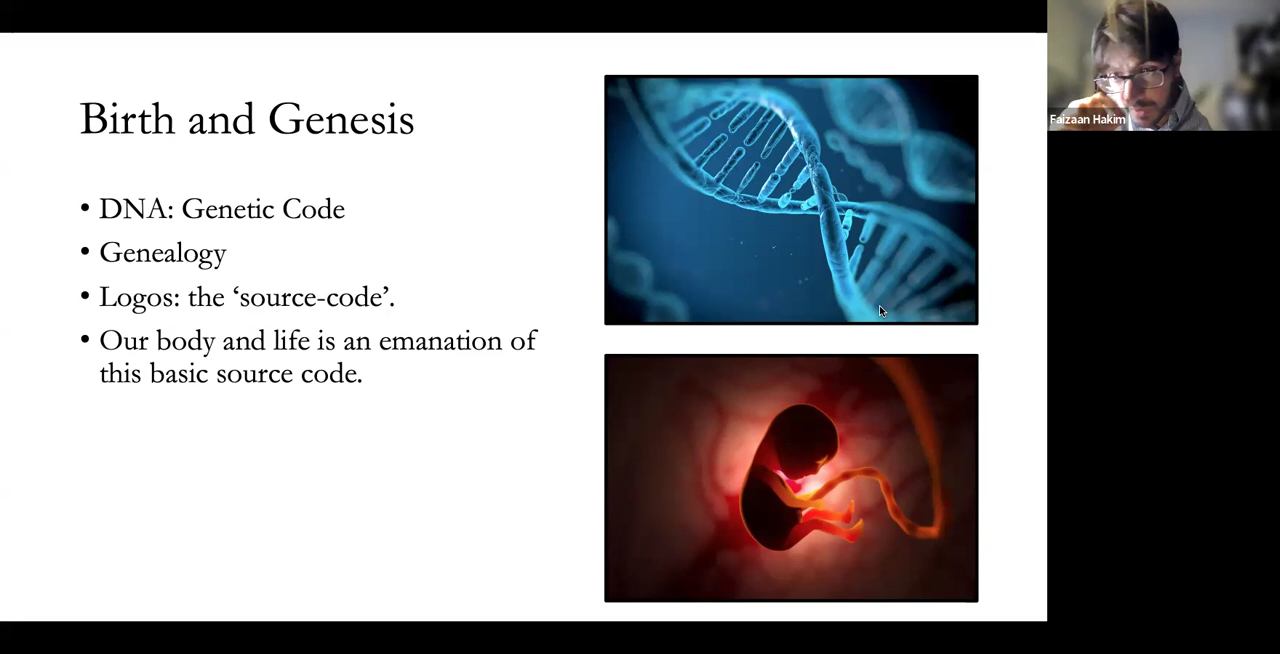 Birth and Genesis
• DNA: Genetic Code
• Genealogy
• Logos: the ‘source-code’.
• Our body and life is an emanation of
this basic source code.
Faizaan Hakim